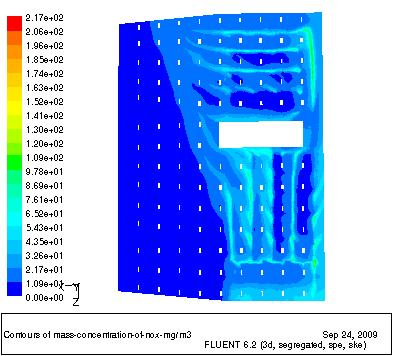 2.17e+02
2.06e+02
1.95e+02
1.84e+02
1.74e+02
1.63e+02
1.52e+02
1.41e+02
1.30e+02
1.20e+02
1.09e+02
9.78e+01
8.69e+01
7.61e+01
6.52e+01
5.43e+01
4.35e+01
3.26e+01
2.17e+01
1.09e+01
0.00e+00
X Y
Z
Contours of mass-concentration-of-nox-mg/m3
Sep 24, 2009
FLUENT 6.2 (3d, segregated, spe, ske)